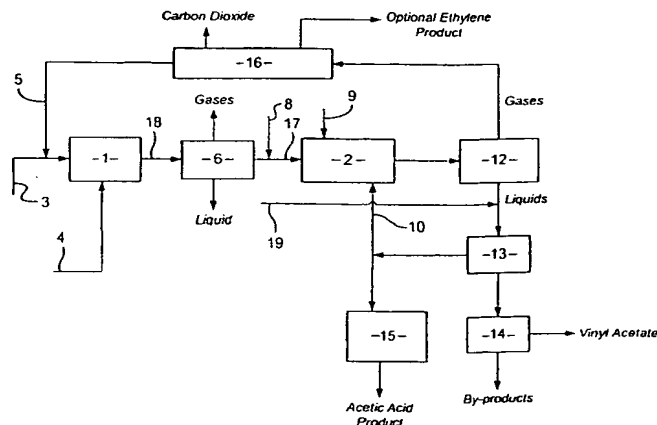 Carbon Dioxide
Optional Ethylene
Product
-16-
5
Gases
Gases
8
9
18
17
-1-
-6-
-2-
-12-
3
Liquid
Liquids
19
10
4
-13-
-15-
-14-
Vinyl Acetate
Acetic Acid
Product
By-products